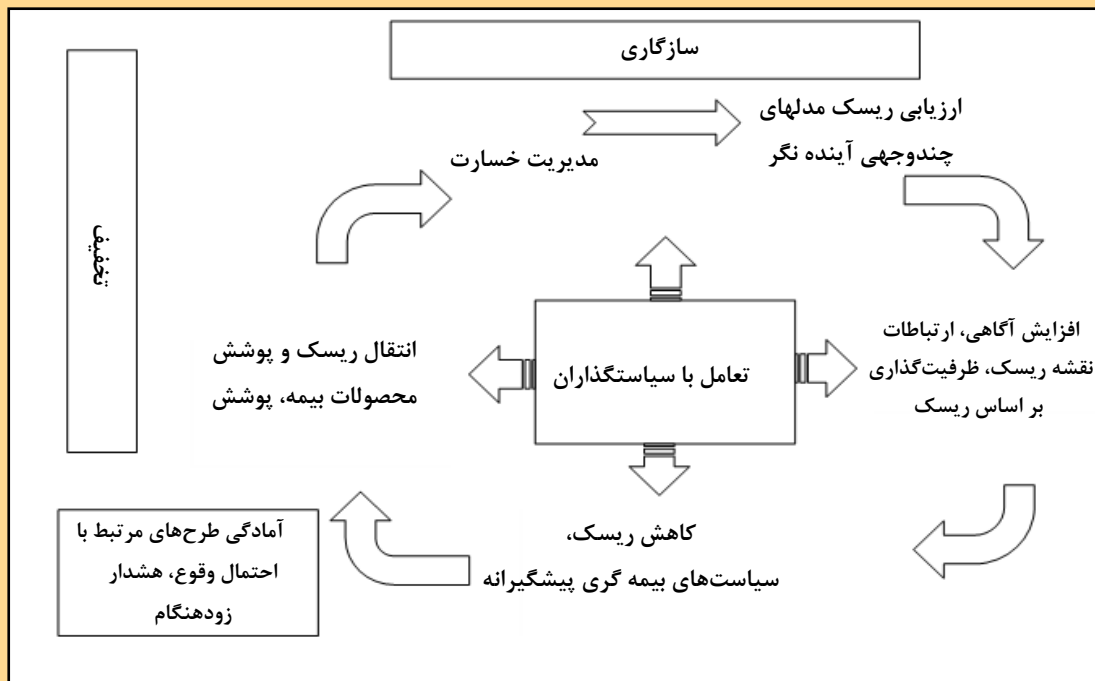 سازگاری
ارزیابی ریسک مدلهای
چندوجهی آینده نگر
مدیریت خسارت
تخفیف
افزایش آگاهی، ارتباطات
نقشه ریسک، ظرفیت‌گذاری
بر اساس ریسک
تعامل با سیاستگذاران
انتقال ریسک و پوشش
محصولات بیمه، پوشش
کاهش ریسک،
سیاست‌های بیمه گری پیشگیرانه
آمادگی طرح‌های مرتبط با
احتمال وقوع، هشدار
زودهنگام